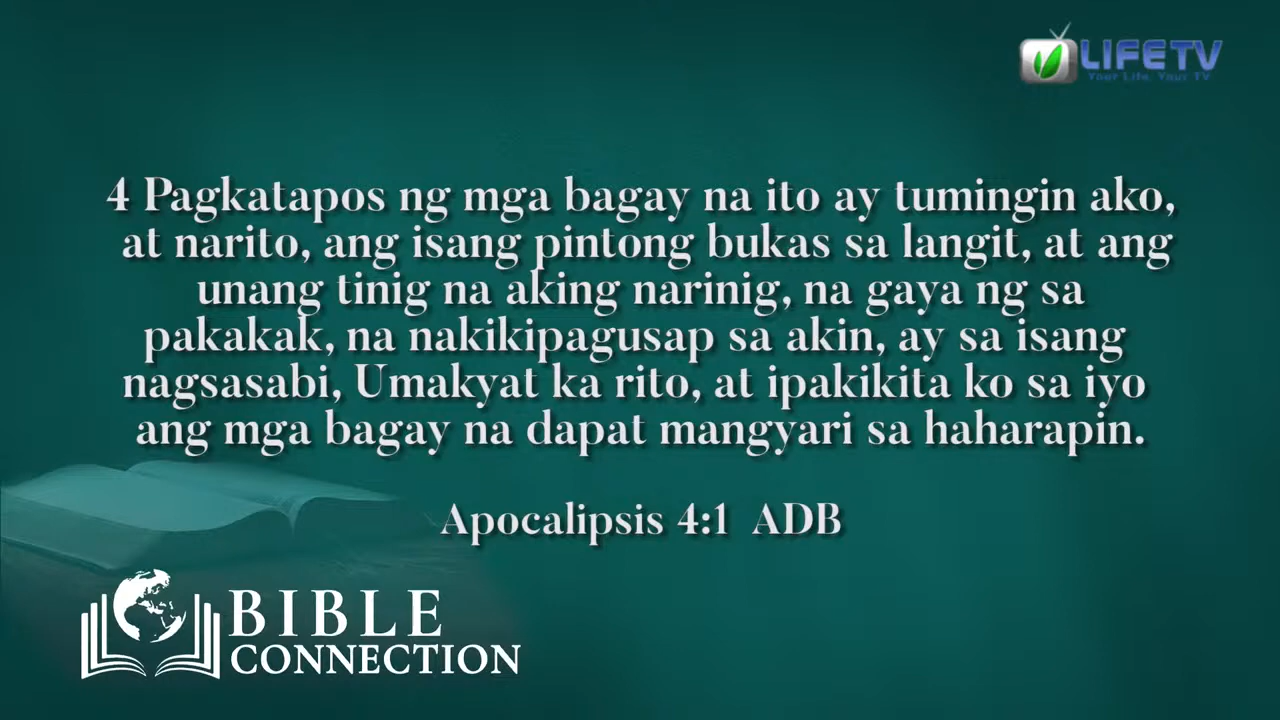 LIFETV
Your Life, Your TV
4 Pagkatapos ng mga bagay na ito ay tumingin ako,
at narito, ang isang pintong bukas sa langit, at ang
unang tinig na aking narinig, na gaya ng sa
pakakak, na nakikipagusap sa akin, ay sa isang
nagsasabi, Umakyat ka rito, at ipakikita ko sa iyo
ang mga bagay na dapat mangyari sa haharapin.
Apocalipsis 4:1 ADB
BIBLE
CONNECTION